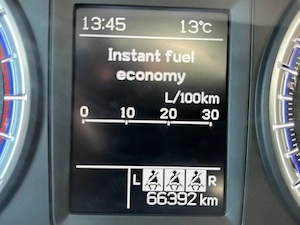 13:45 13°C
Instant fuel
economy
L/100km
0 10 20 30
L R
66392 km